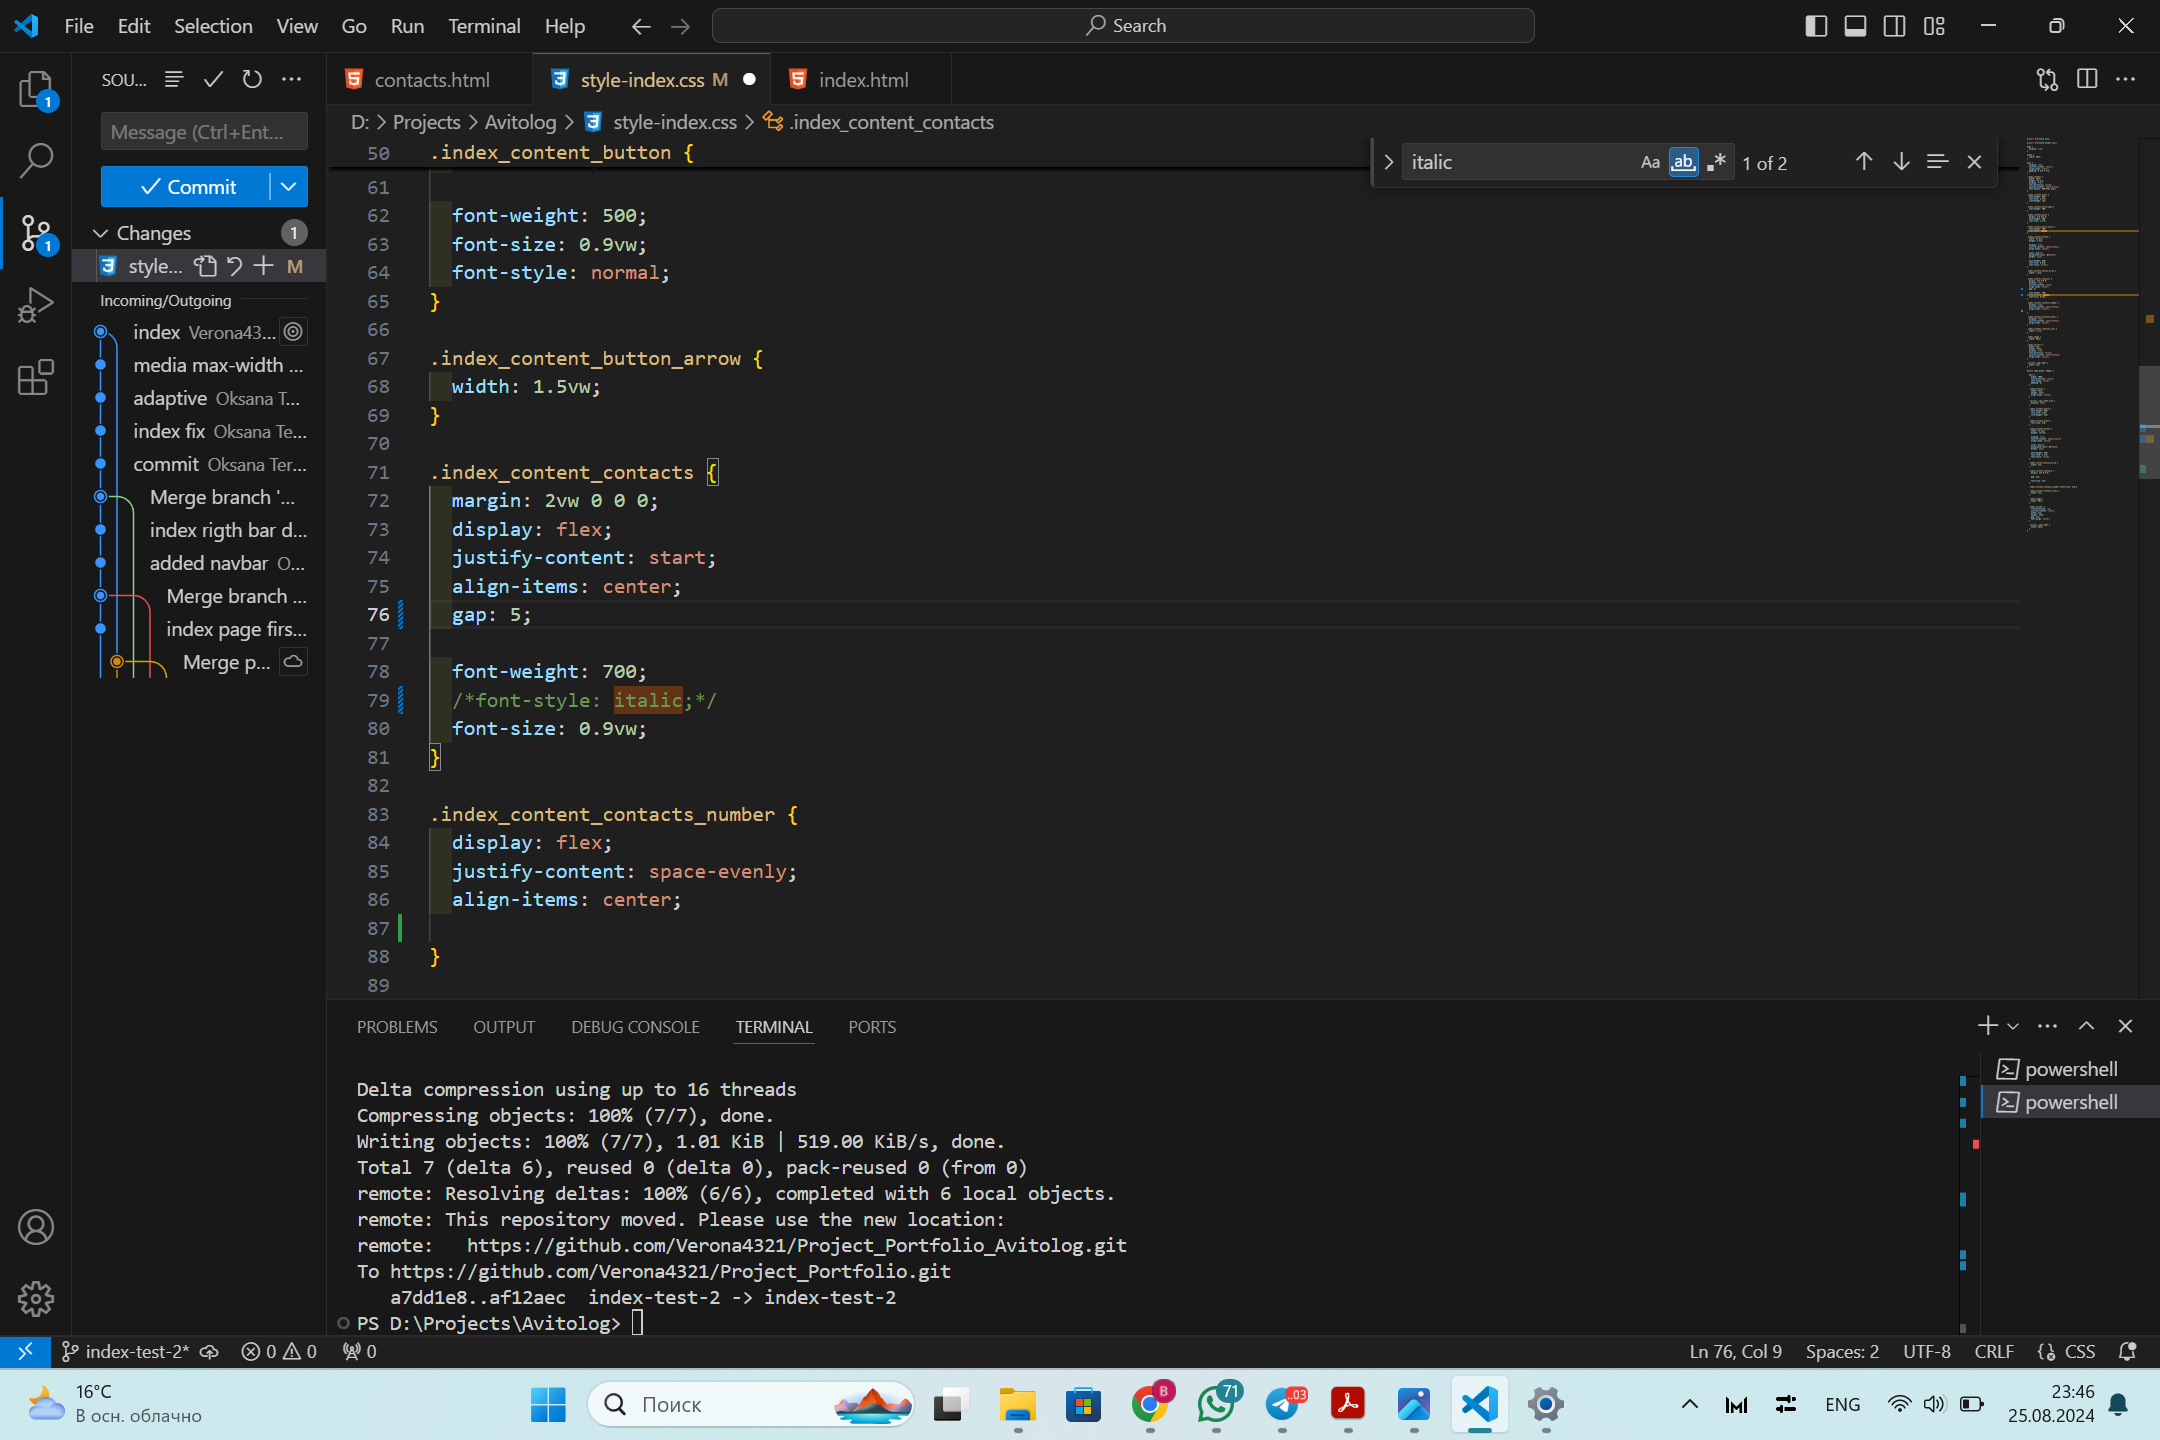 File Edit Selection View Go Run Terminal Help
Search
SOU...
contacts.html
style-index.css M
index.html
1
Message (Ctrl+Ent...
D: > Projects > Avitolog > style-index.css > .index_content_contacts
50 .index_content_button {
italic
Aa ab .* 1 of 2
Commit
61
62 font-weight: 500;
63 font-size: 0.9vw;
64 font-style: normal;
65 }
66
67 .index_content_button_arrow {
68 width: 1.5vw;
69 }
70
71 .index_content_contacts {
72 margin: 2vw 0 0 0;
73 display: flex;
74 justify-content: start;
75 align-items: center;
76 gap: 5;
77
78 font-weight: 700;
79 /*font-style: italic;*/
80 font-size: 0.9vw;
81 }
82
83 .index_content_contacts_number {
84 display: flex;
85 justify-content: space-evenly;
86 align-items: center;
87
88 }
89
Changes 1
1
style... M
Incoming/Outgoing
index Verona43...
media max-width ...
adaptive Oksana T...
index fix Oksana Te...
commit Oksana Ter...
Merge branch '...
index rigth bar d...
added navbar O...
Merge branch ...
index page firs...
Merge p...
PROBLEMS OUTPUT DEBUG CONSOLE TERMINAL PORTS
powershell
powershell
Delta compression using up to 16 threads
Compressing objects: 100% (7/7), done.
Writing objects: 100% (7/7), 1.01 KiB | 519.00 KiB/s, done.
Total 7 (delta 6), reused 0 (delta 0), pack-reused 0 (from 0)
remote: Resolving deltas: 100% (6/6), completed with 6 local objects.
remote: This repository moved. Please use the new location:
remote:   https://github.com/Verona4321/Project_Portfolio_Avitolog.git
To https://github.com/Verona4321/Project_Portfolio.git
   a7dd1e8..af12aec  index-test-2 -> index-test-2
PS D:\Projects\Avitolog>
index-test-2* 0 0 0
Ln 76, Col 9 Spaces: 2 UTF-8 CRLF CSS
16°C
В осн. облачно
Поиск
B
71
..03
ENG
23:46
25.08.2024